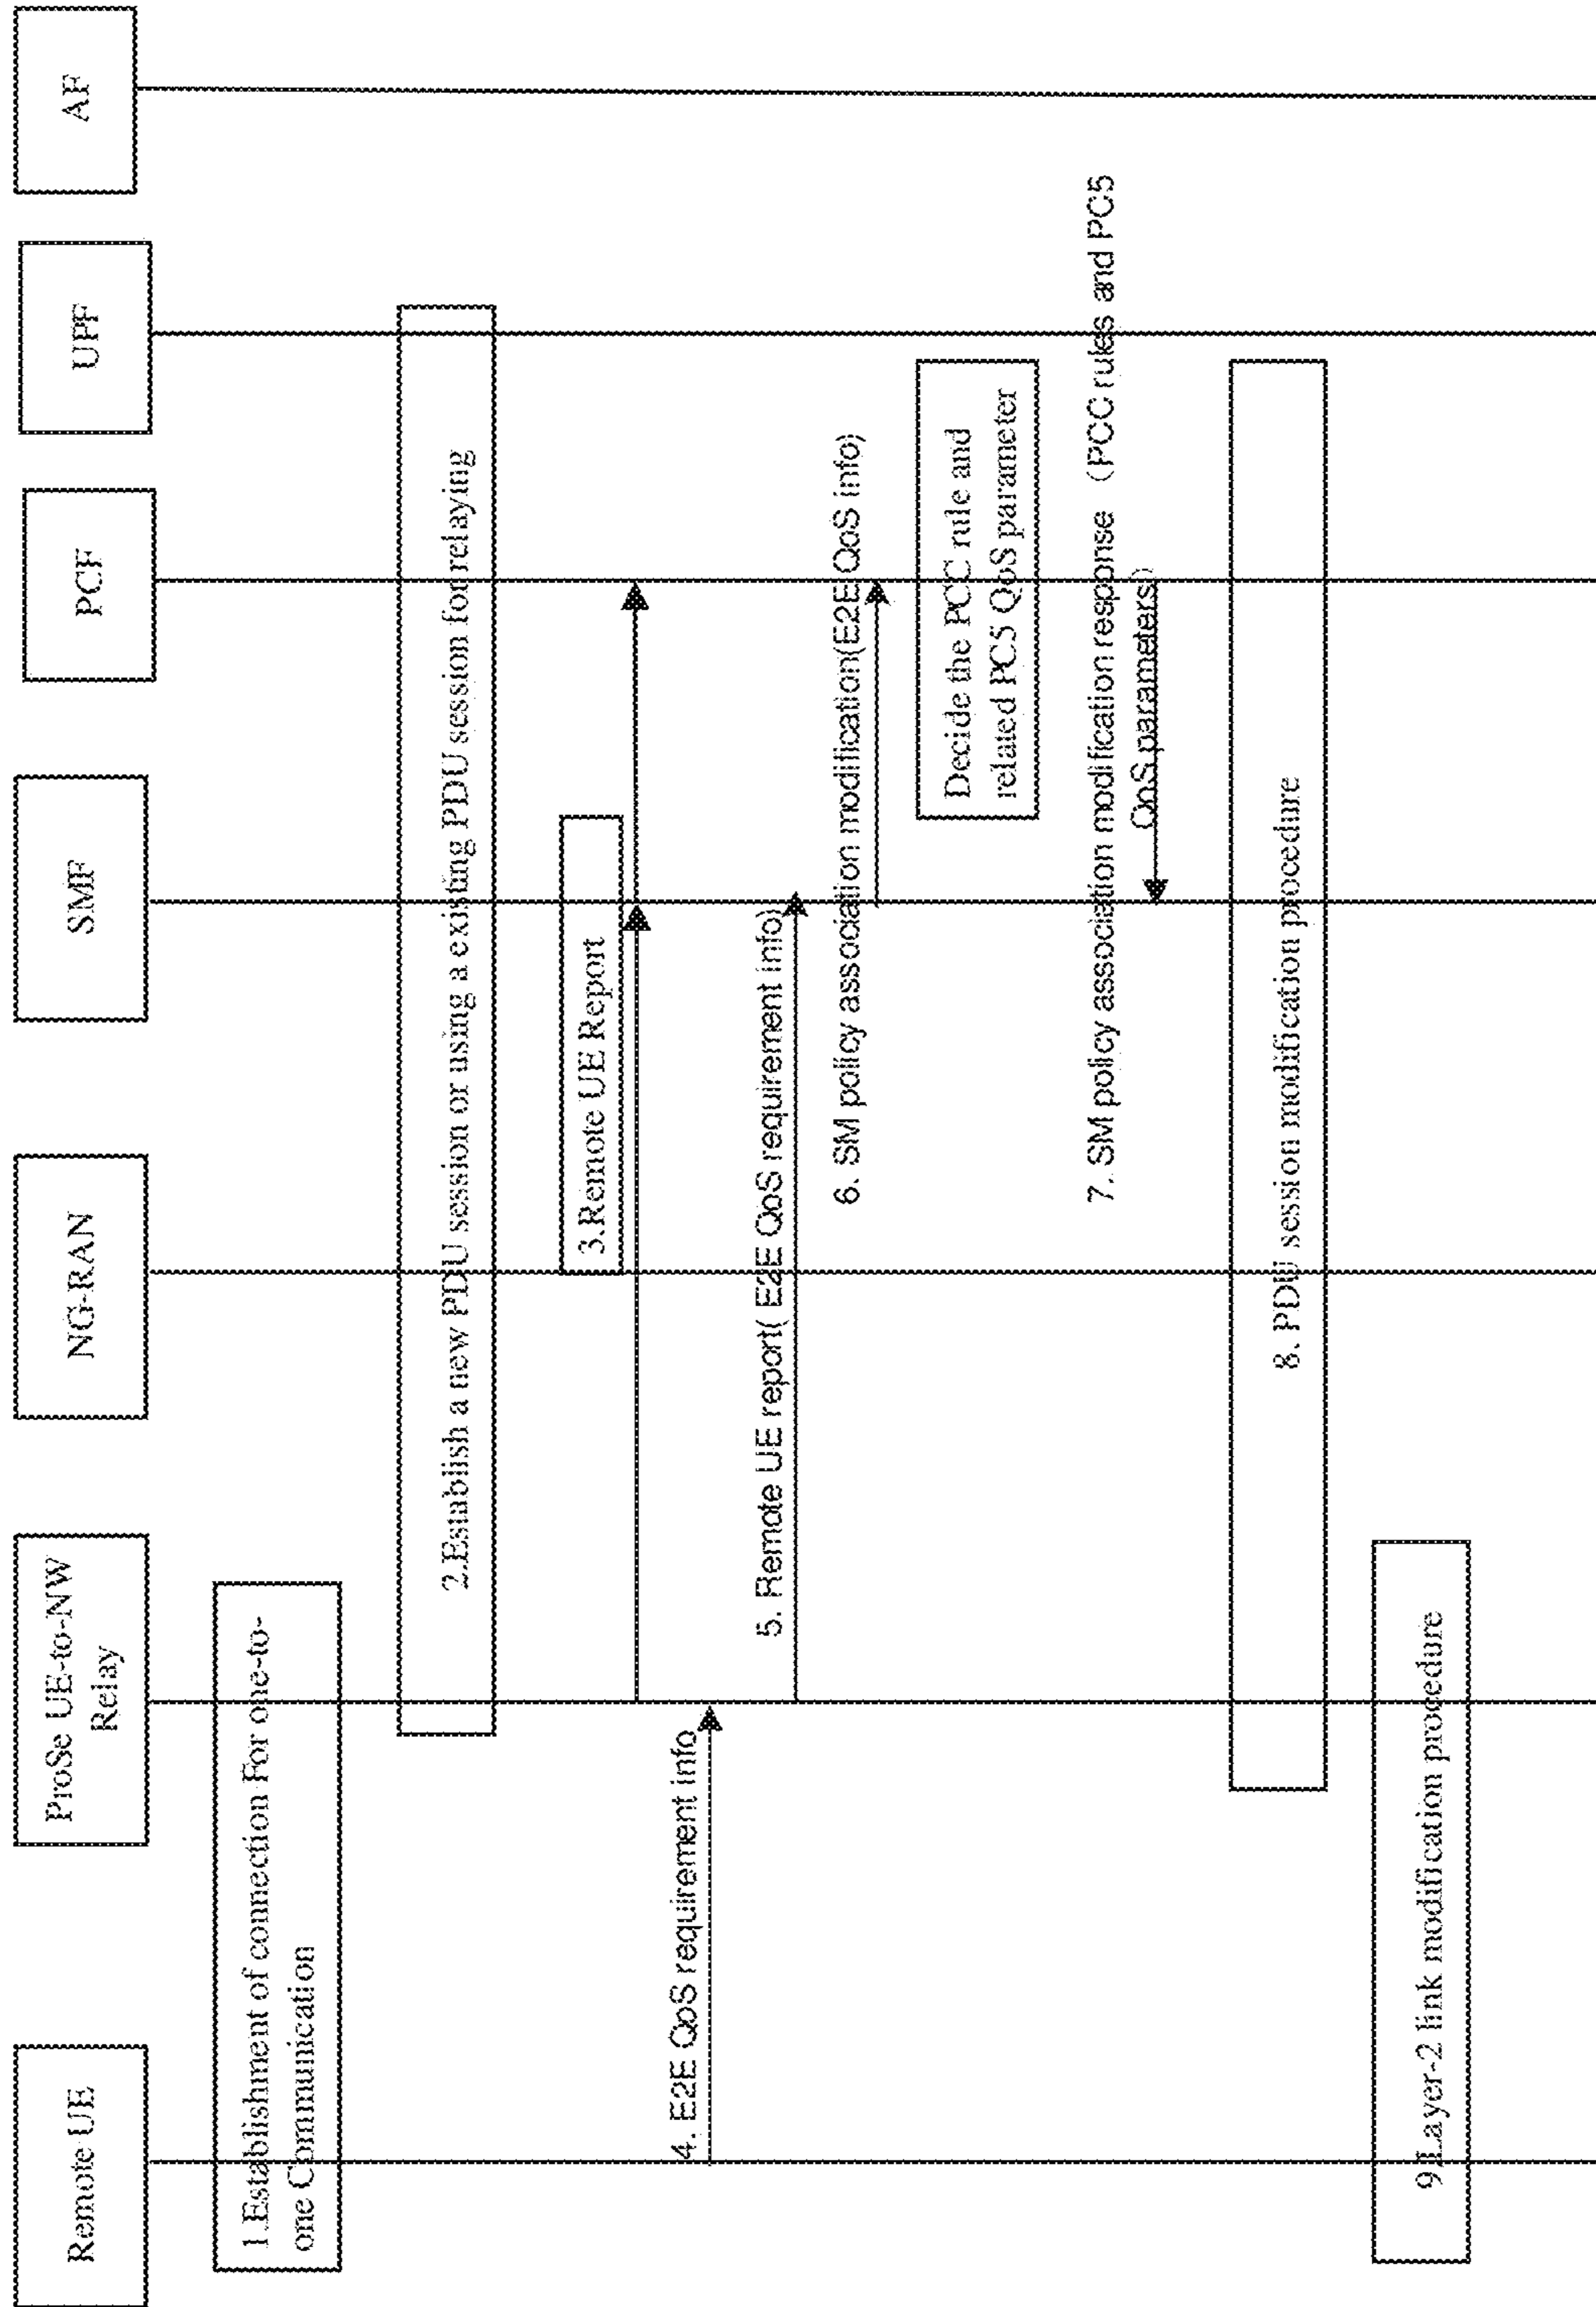 Remote UE
ProSe UE-to-NW
Relay
NG-RAN
SMF
PCF
UPF
AF
1.Establishment of connection For one-to-
one Communication
2.Establish a new PDU session or using a existing PDU session for relaying
3.Remote UE Report
4. E2E QoS requirement info
5. Remote UE report( E2E QoS requirement info)
6. SM policy association modification(E2E QoS info)
Decide the PCC rule and
related PC5 QoS parameter
7. SM policy association modification response (PCC rules and PC5
QoS parameters)
8. PDU session modification procedure
9.Layer-2 link modification procedure